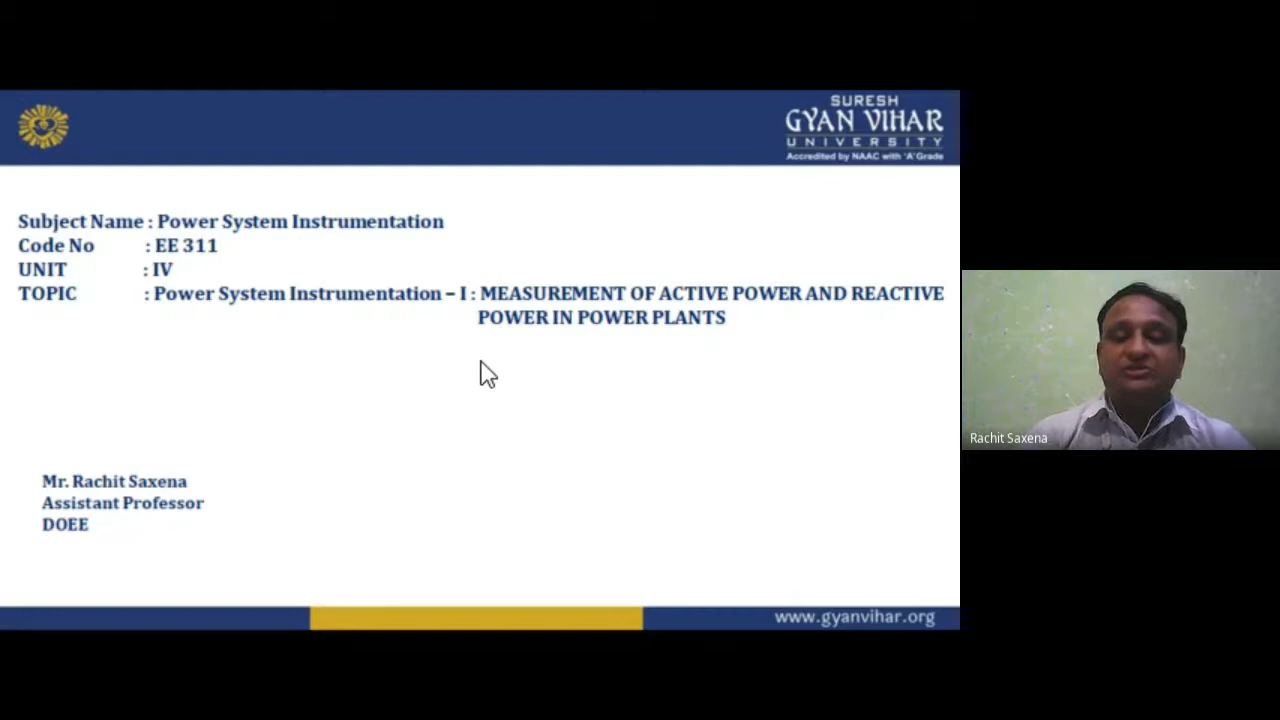 SURESH
GYAN VIHAR
UNIVERSITY
Accredited by NAAC with 'A' Grade
Subject Name : Power System Instrumentation
Code No : EE 311
UNIT : IV
TOPIC : Power System Instrumentation – I : MEASUREMENT OF ACTIVE POWER AND REACTIVE
POWER IN POWER PLANTS
Rachit Saxena
Mr. Rachit Saxena
Assistant Professor
DOEE
www.gyanvihar.org